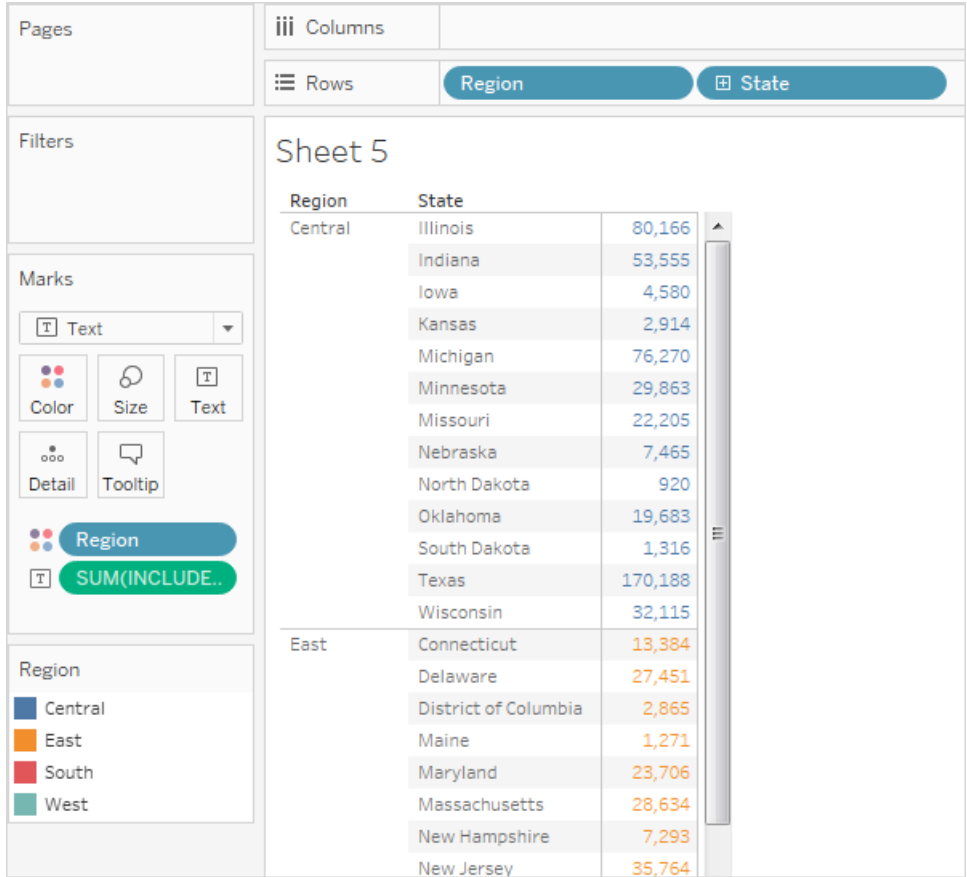 Pages
iii Columns
Rows Region State
Filters
Sheet 5
Region State
Central Illinois 80,166
Indiana 53,555
Iowa 4,580
Kansas 2,914
Michigan 76,270
Minnesota 29,863
Missouri 22,205
Nebraska 7,465
North Dakota 920
Oklahoma 19,683
South Dakota 1,316
Texas 170,188
Wisconsin 32,115
East Connecticut 13,384
Delaware 27,451
District of Columbia 2,865
Maine 1,271
Maryland 23,706
Massachusetts 28,634
New Hampshire 7,293
New Jersey 35,764
Marks
T Text
Color Size T Text
Detail Tooltip
Region
T SUM(INCLUDE..
Region
Central
East
South
West